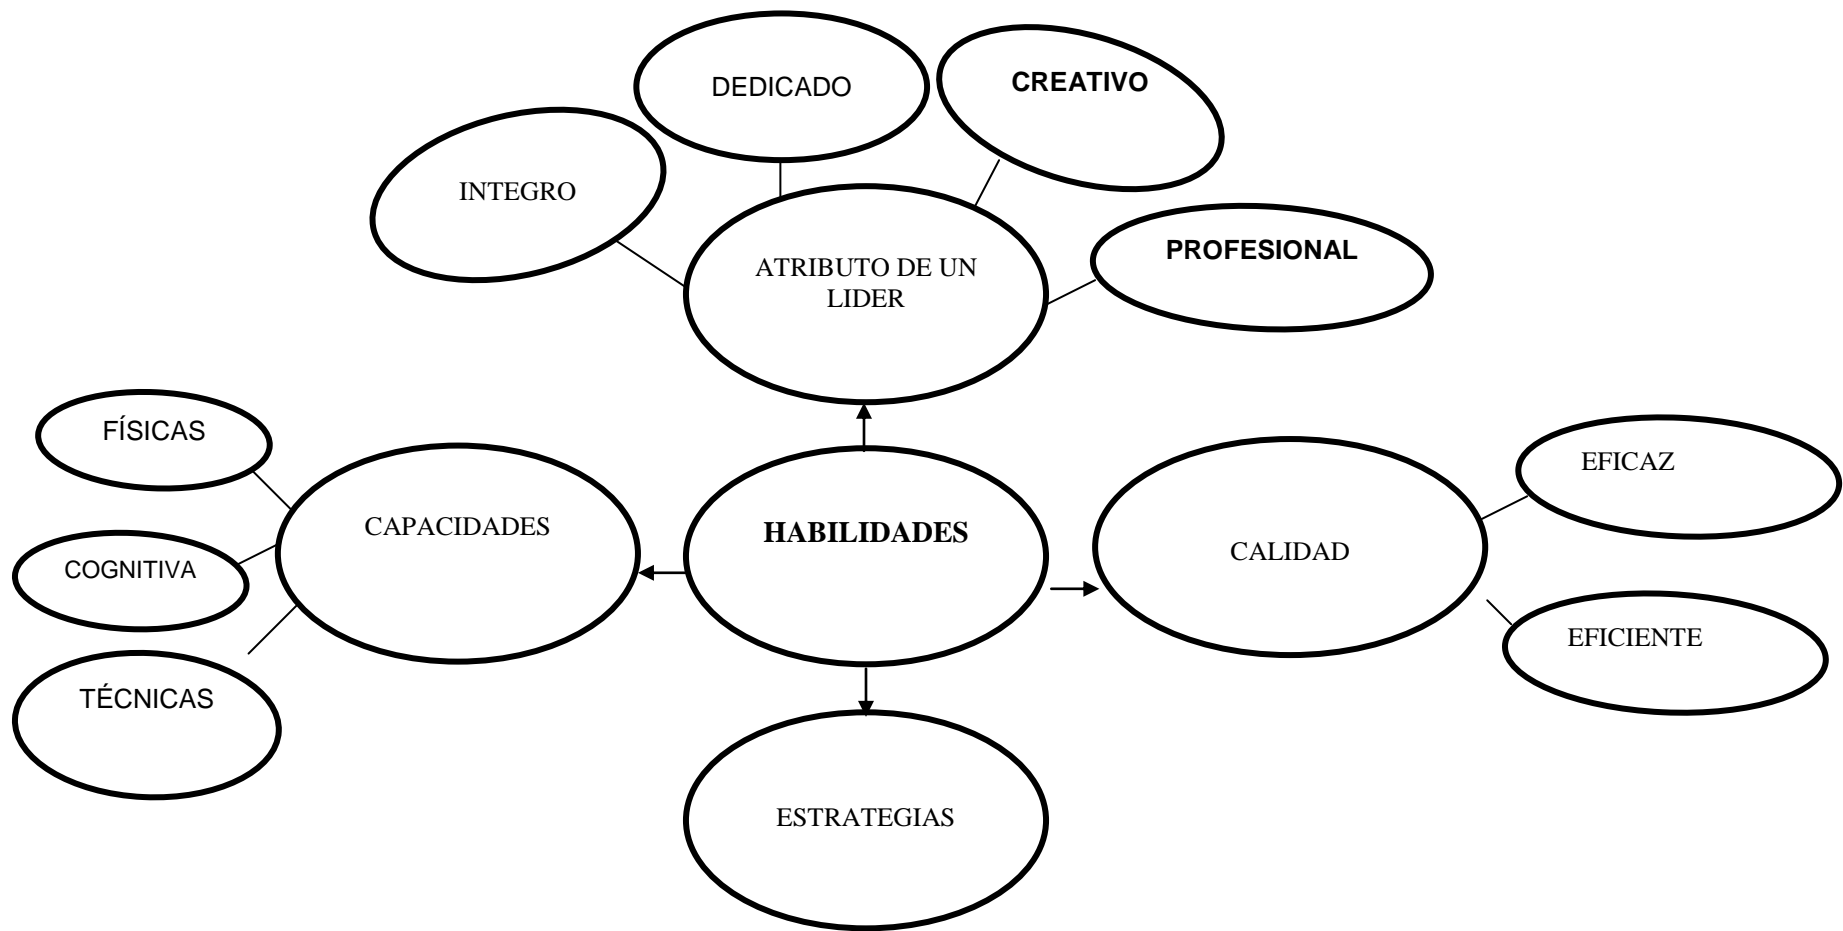 DEDICADO
CREATIVO
INTEGRO
PROFESIONAL
ATRIBUTO DE UN
LIDER
FÍSICAS
CAPACIDADES
COGNITIVA
TÉCNICAS
HABILIDADES
CALIDAD
EFICAZ
EFICIENTE
ESTRATEGIAS